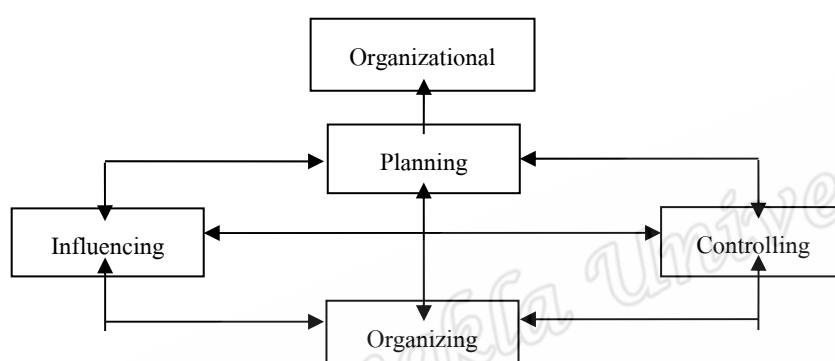 Organizational
Planning
Influencing
Controlling
Organizing